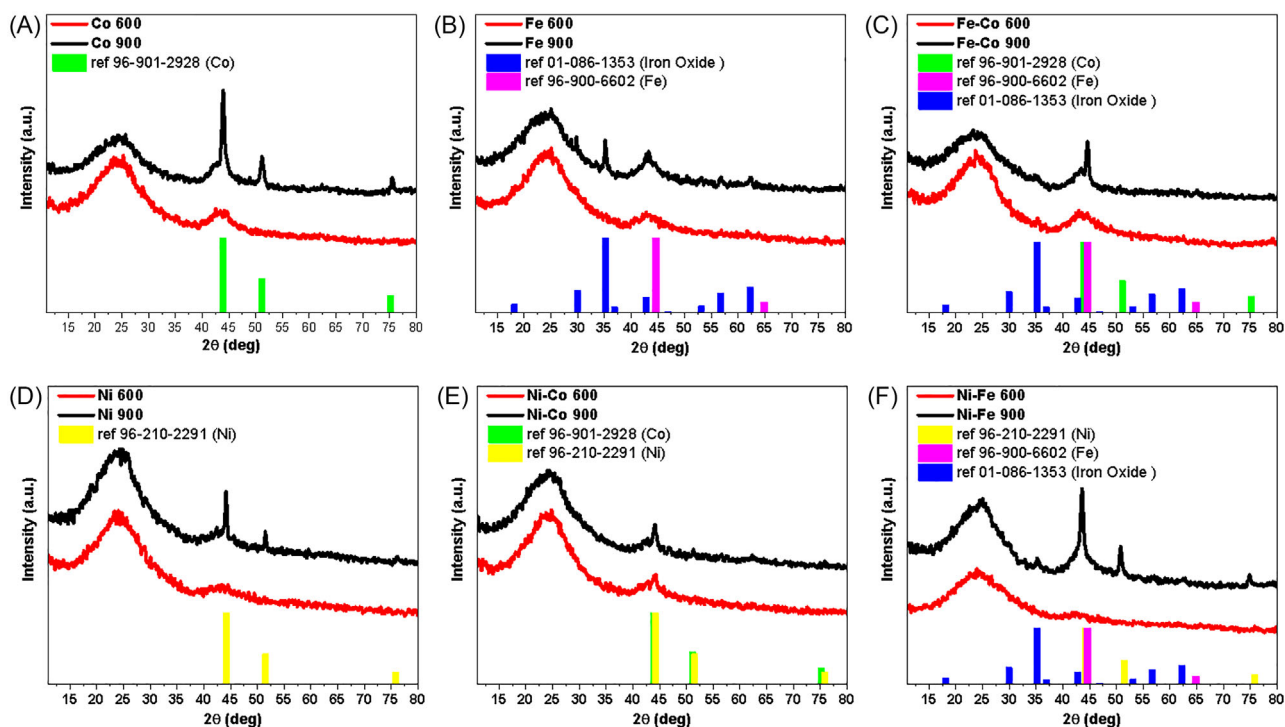 (A)
Co 600
Co 900
ref 96-901-2928 (Co)
Intensity (a.u.)
15 20 25 30 35 40 45 50 55 60 65 70 75 80
2θ (deg)
(B)
Fe 600
Fe 900
ref 01-086-1353 (Iron Oxide )
ref 96-900-6602 (Fe)
Intensity (a.u.)
15 20 25 30 35 40 45 50 55 60 65 70 75 80
2θ (deg)
(C)
Fe-Co 600
Fe-Co 900
ref 96-901-2928 (Co)
ref 96-900-6602 (Fe)
ref 01-086-1353 (Iron Oxide )
Intensity (a.u.)
15 20 25 30 35 40 45 50 55 60 65 70 75 80
2θ (deg)
(D)
Ni 600
Ni 900
ref 96-210-2291 (Ni)
Intensity (a.u.)
15 20 25 30 35 40 45 50 55 60 65 70 75 80
2θ (deg)
(E)
Ni-Co 600
Ni-Co 900
ref 96-901-2928 (Co)
ref 96-210-2291 (Ni)
Intensity (a.u.)
15 20 25 30 35 40 45 50 55 60 65 70 75 80
2θ (deg)
(F)
Ni-Fe 600
Ni-Fe 900
ref 96-210-2291 (Ni)
ref 96-900-6602 (Fe)
ref 01-086-1353 (Iron Oxide )
Intensity (a.u.)
15 20 25 30 35 40 45 50 55 60 65 70 75 80
2θ (deg)